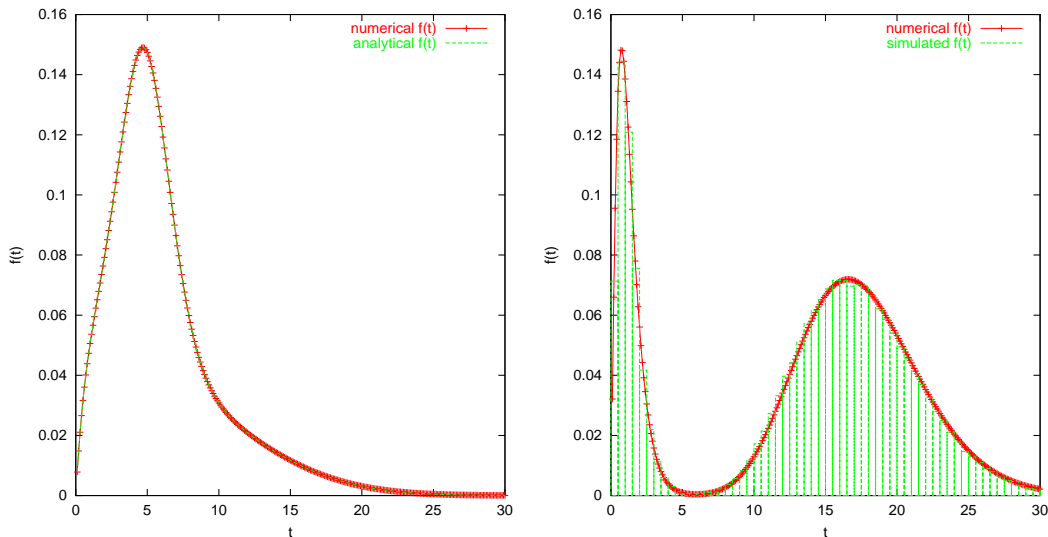 0.16
numerical f(t)
analytical f(t)
0.14
0.12
0.1
f(t)
0.08
0.06
0.04
0.02
0
0 5 10 15 20 25 30
t
0.16
numerical f(t)
simulated f(t)
0.14
0.12
0.1
f(t)
0.08
0.06
0.04
0.02
0
0 5 10 15 20 25 30
t